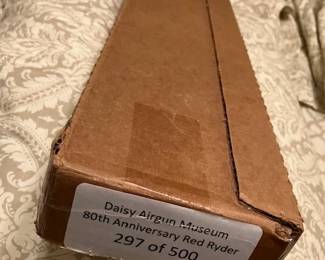 Daisy Airgun Museum
80th Anniversary Red Ryder
297 of 500